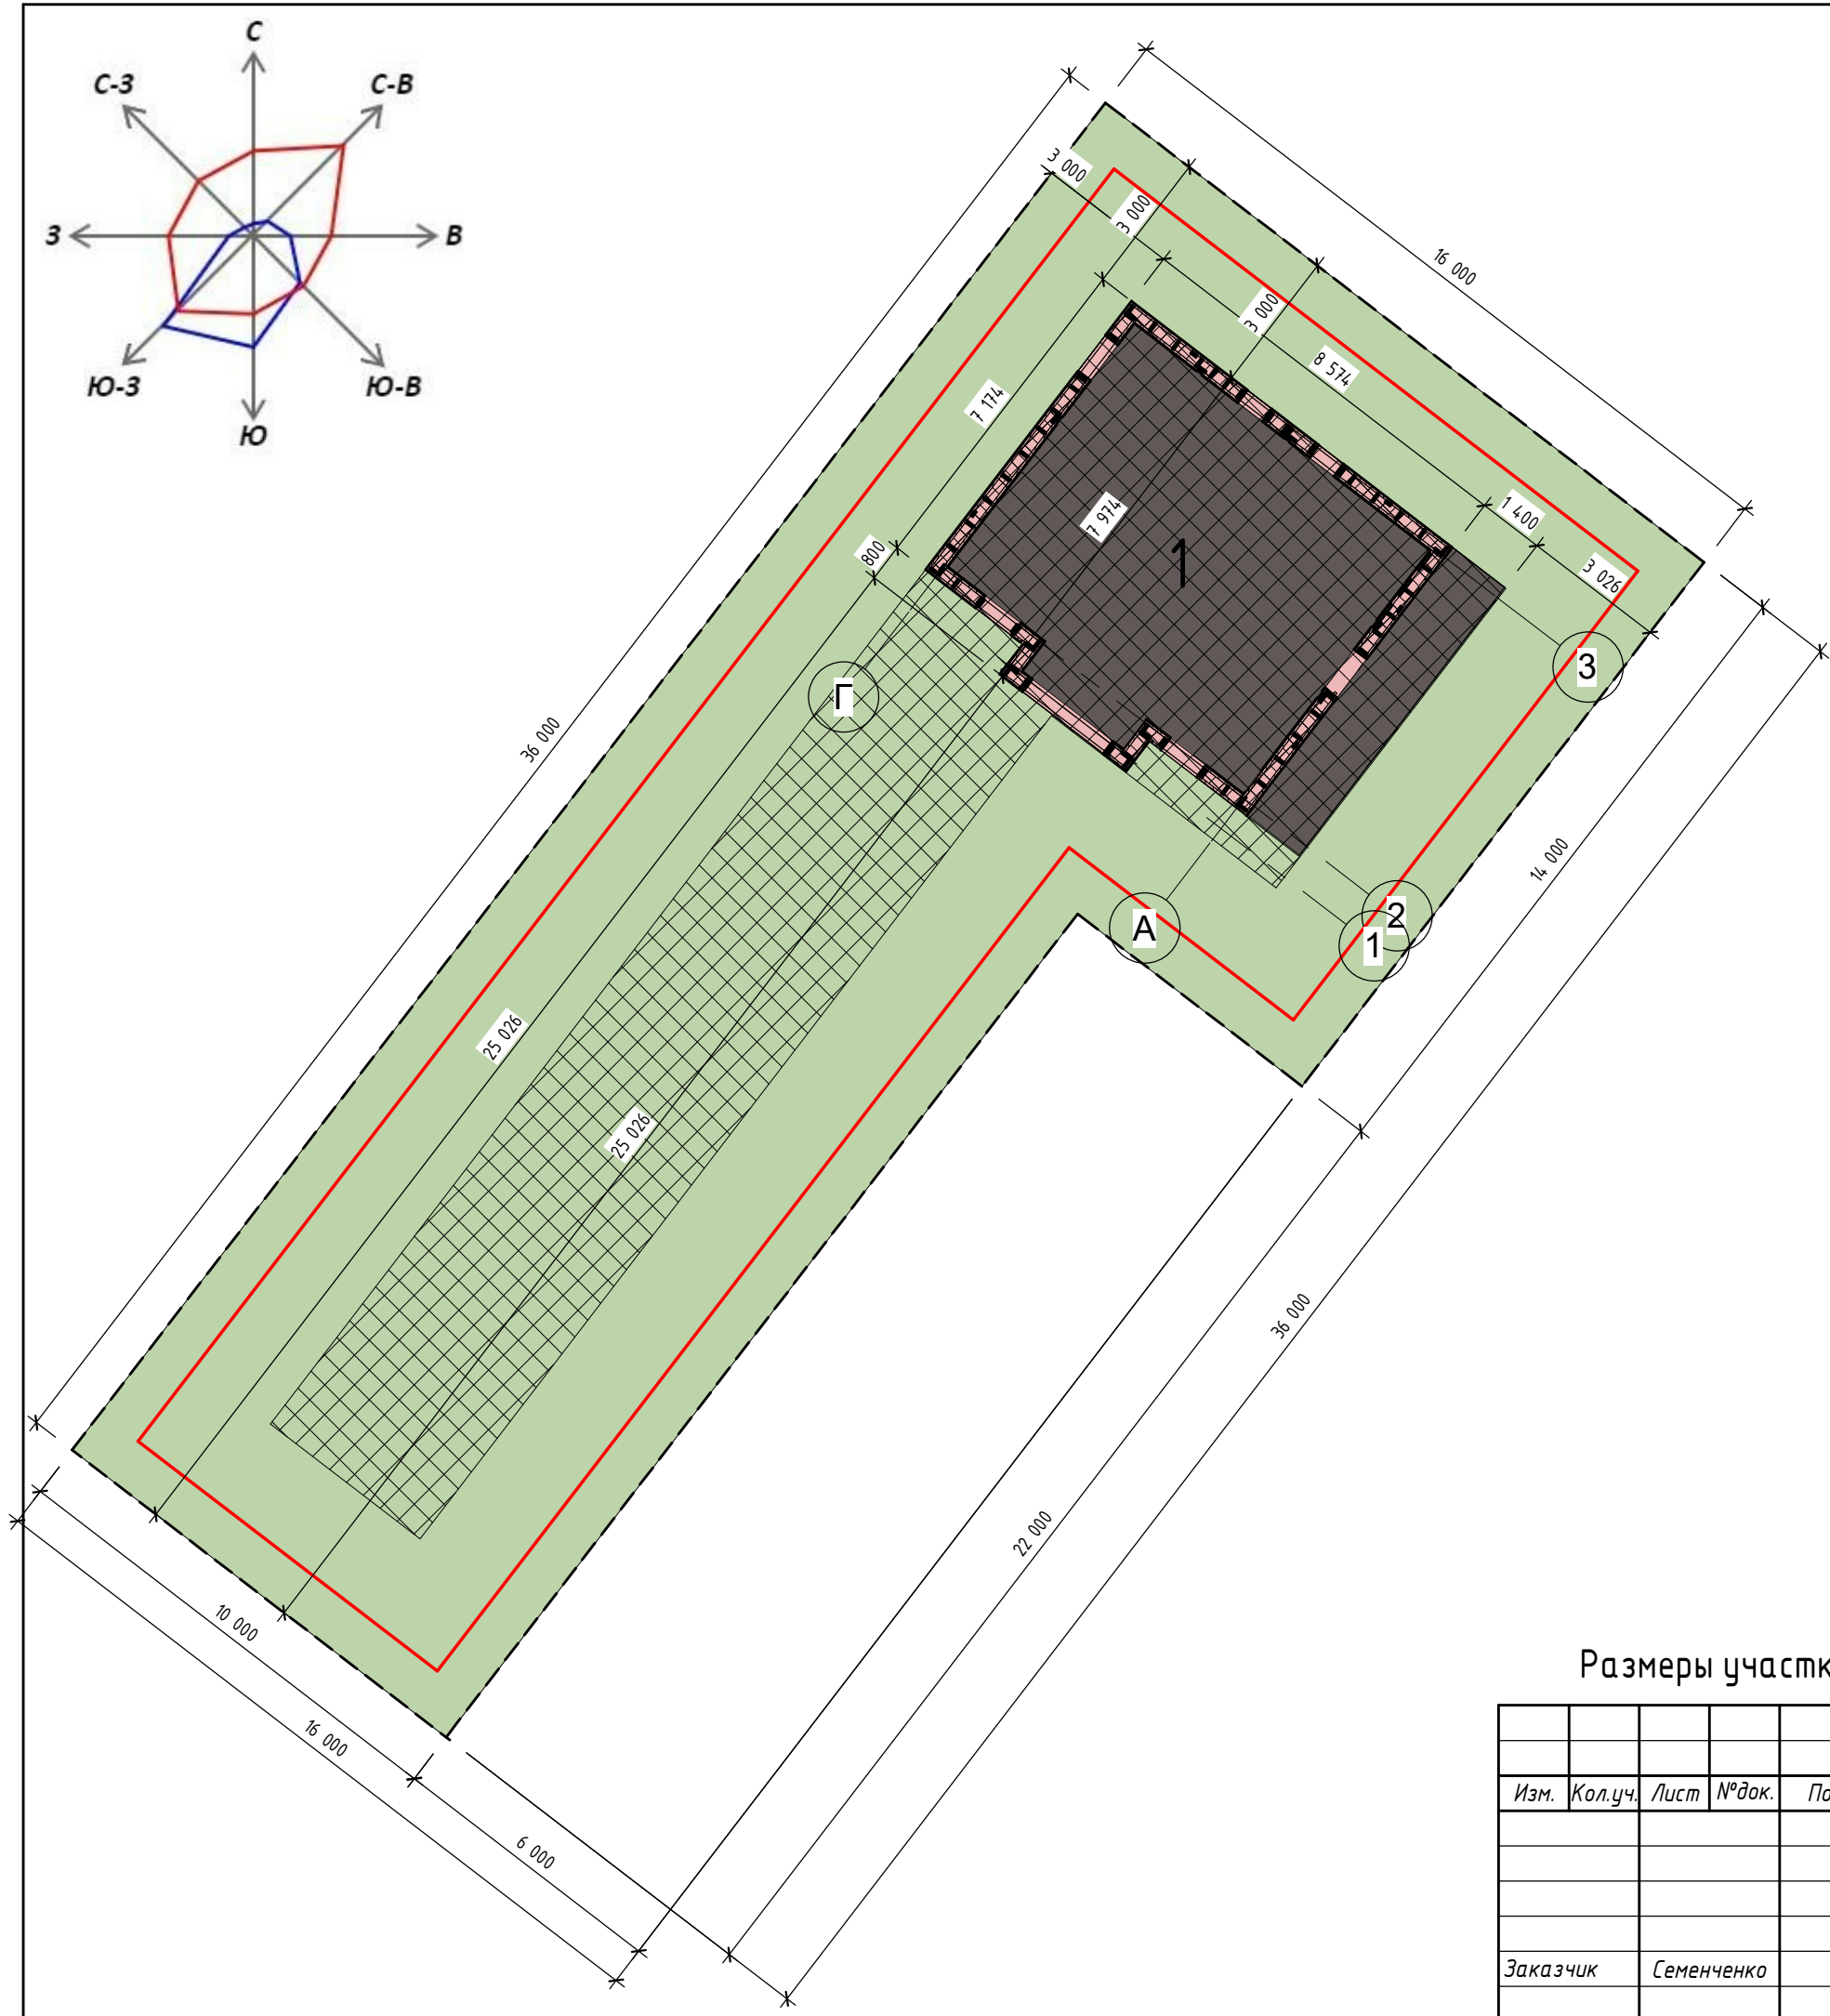 С
С-З
С-В
З
В
Ю-З
Ю-В
Ю
3 000
3 000
16 000
3 000
8 574
7 174
1 400
7 974
1
800
3 026
3
Г
36 000
14 000
2
А
1
25 026
25 026
36 000
22 000
10 000
16 000
6 000
Размеры участк
Изм.
Кол.уч.
Лист
№док.
По
Заказчик
Семенченко